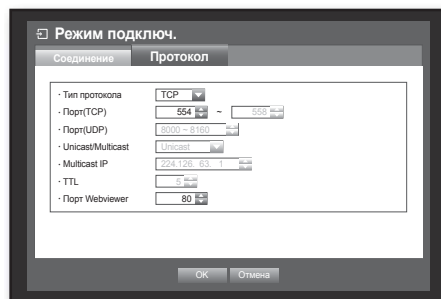 Режим подключ.
Соединение Протокол
· Тип протокола TCP
· Порт(TCP) 554 ~ 558
· Порт(UDP) 8000 ~ 8160
· Unicast/Multicast Unicast
· Multicast IP 224.126. 63. 1
· TTL 5
· Порт Webviewer 80
OK Отмена